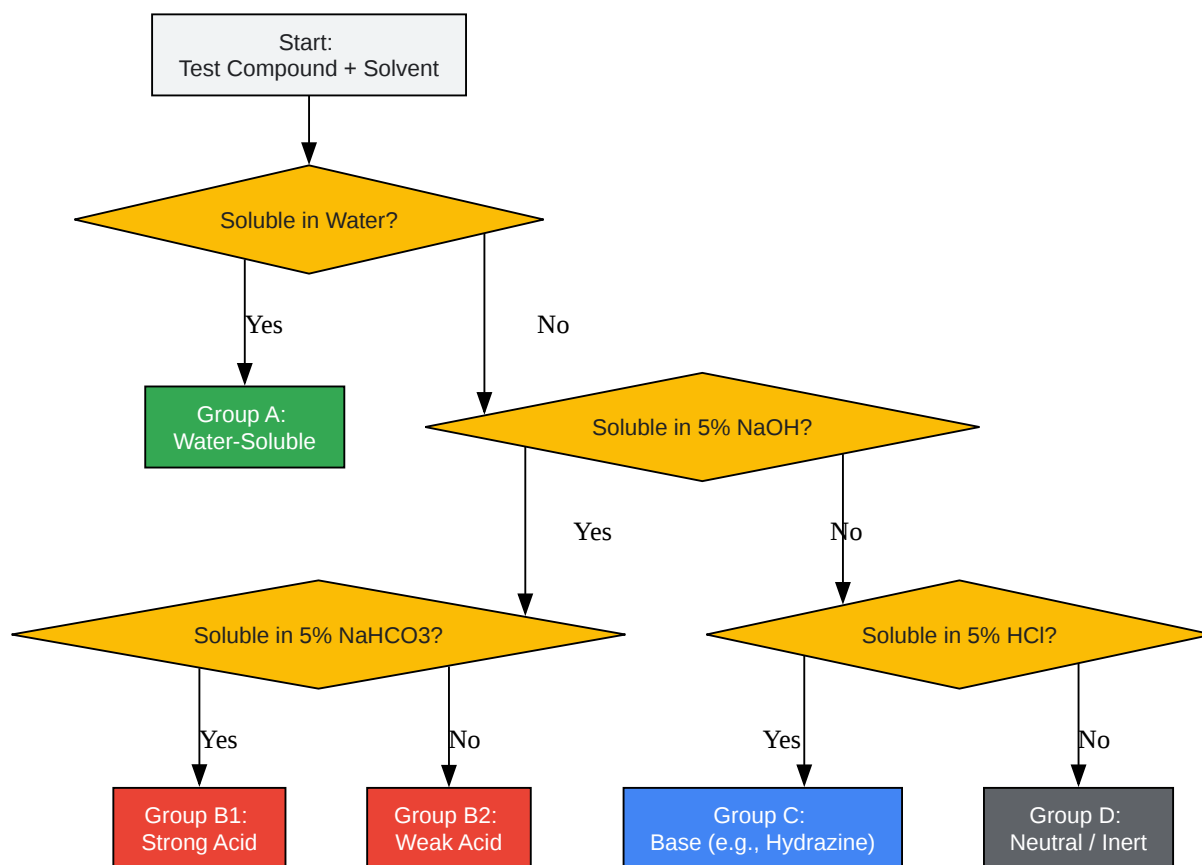 Start:
Test Compound + Solvent
Soluble in Water?
Yes
No
Group A:
Water-Soluble
Soluble in 5% NaOH?
Yes
No
Soluble in 5% NaHCO3?
Soluble in 5% HCl?
Yes
No
Yes
No
Group B1:
Strong Acid
Group B2:
Weak Acid
Group C:
Base (e.g., Hydrazine)
Group D:
Neutral / Inert